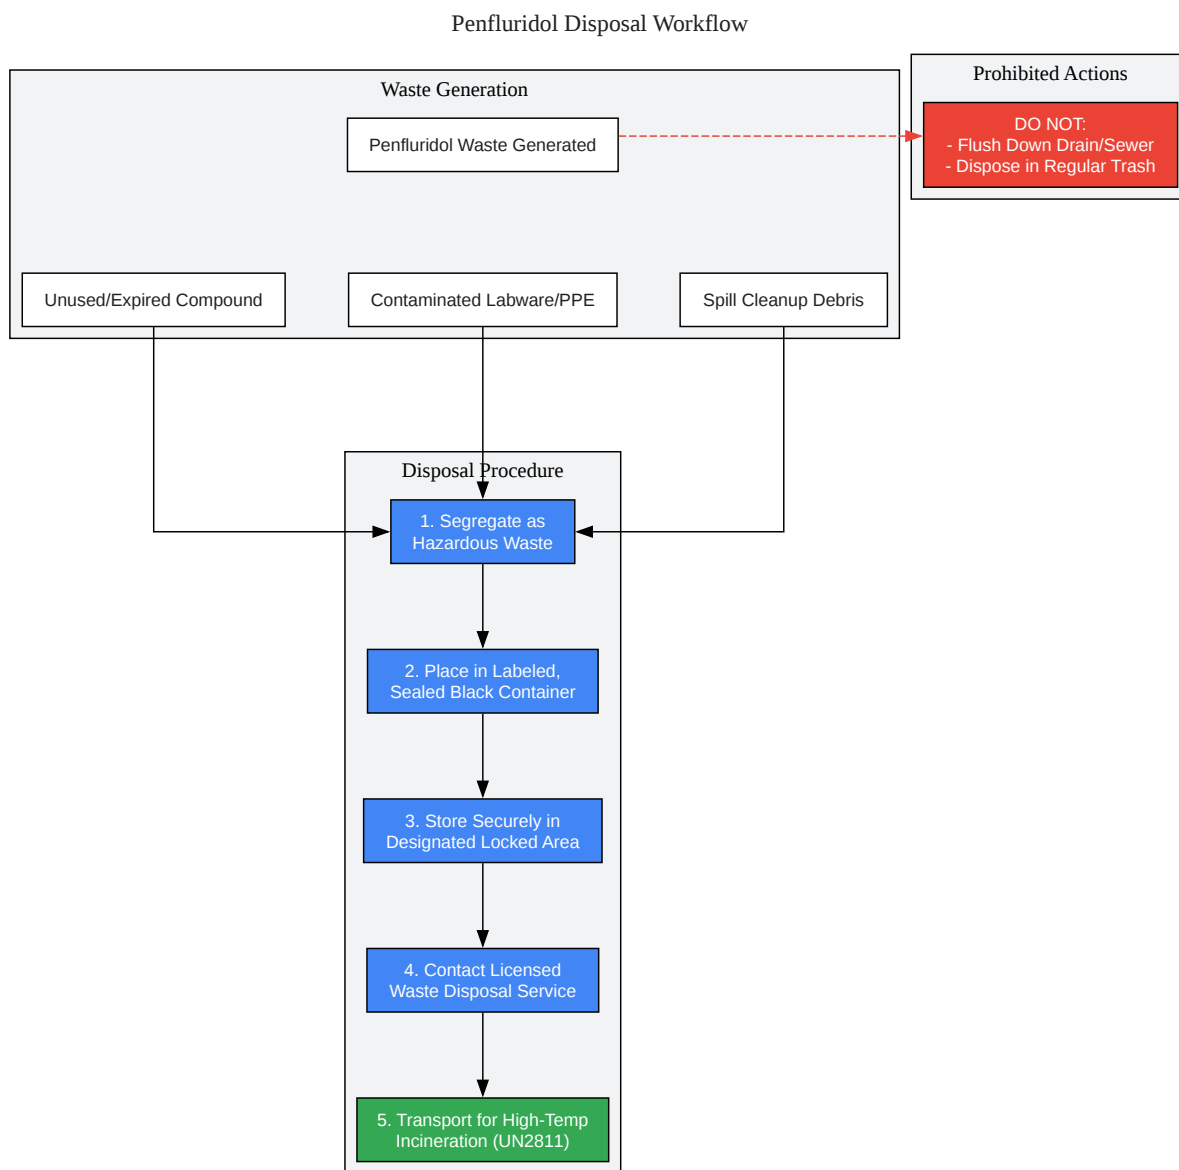 Penfluridol Disposal Workflow
Waste Generation
Penfluridol Waste Generated
Prohibited Actions
DO NOT:
- Flush Down Drain/Sewer
- Dispose in Regular Trash
Unused/Expired Compound
Contaminated Labware/PPE
Spill Cleanup Debris
Disposal Procedure
1. Segregate as
Hazardous Waste
2. Place in Labeled,
Sealed Black Container
3. Store Securely in
Designated Locked Area
4. Contact Licensed
Waste Disposal Service
5. Transport for High-Temp
Incineration (UN2811)